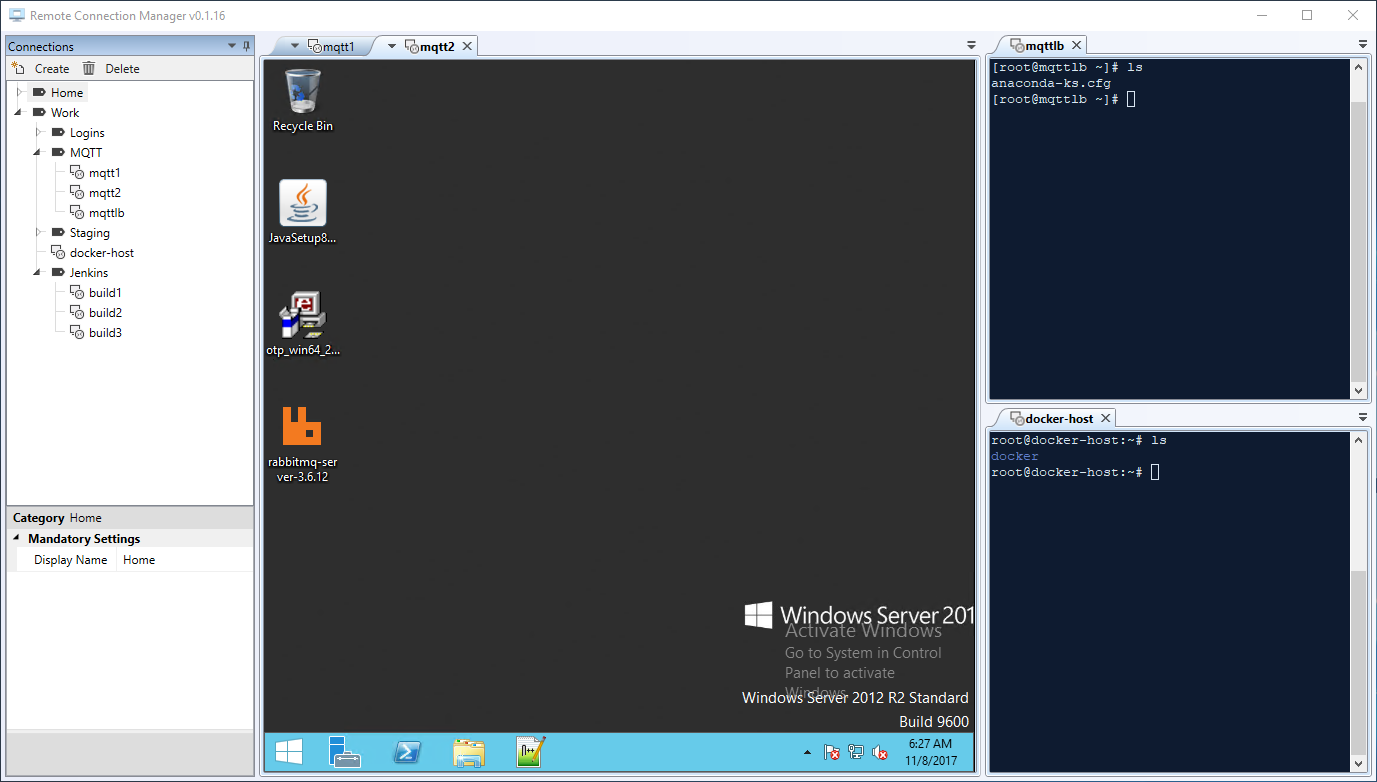 Remote Connection Manager v0.1.16
Connections
Create Delete
Home
Work
Logins
MQTT
mqtt1
mqtt2
mqttlb
Staging
docker-host
Jenkins
build1
build2
build3
Category Home
Mandatory Settings
Display Name Home
mqtt1 mqtt2
Recycle Bin
JavaSetup8...
otp_win64_2...
rabbitmq-ser
ver-3.6.12
Windows Server 201
Activate Windows
Go to System in Control
Panel to activate
Windows.
Windows Server 2012 R2 Standard
Build 9600
6:27 AM
11/8/2017
mqttlb
[root@mqttlb ~]# ls
anaconda-ks.cfg
[root@mqttlb ~]#
docker-host
root@docker-host:~# ls
docker
root@docker-host:~#